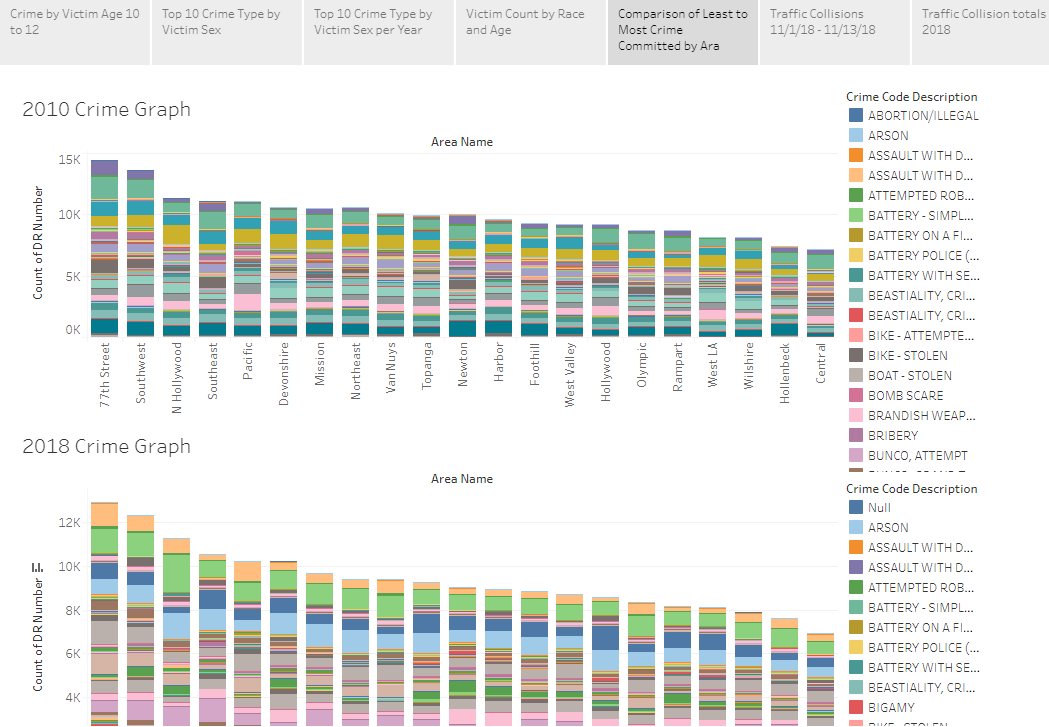 Crime by Victim Age 10
to 12
Top 10 Crime Type by
Victim Sex
Top 10 Crime Type by
Victim Sex per Year
Victim Count by Race
and Age
Comparison of Least to
Most Crime
Committed by Ara
Traffic Collisions
11/1/18 - 11/13/18
Traffic Collision totals
2018
2010 Crime Graph
Area Name
Count of DR Number
15K
10K
5K
0K
77th Street
Southwest
N Hollywood
Southeast
Pacific
Devonshire
Mission
Northeast
Van Nuys
Topanga
Newton
Harbor
Foothill
West Valley
Hollywood
Olympic
Rampart
West LA
Wilshire
Hollenbeck
Central
Crime Code Description
ABORTION/ILLEGAL
ARSON
ASSAULT WITH D...
ASSAULT WITH D...
ATTEMPTED ROB...
BATTERY - SIMPL...
BATTERY ON A FI...
BATTERY POLICE (...
BATTERY WITH SE...
BEASTIALITY, CRI...
BEASTIALITY, CRI...
BIKE - ATTEMPTE...
BIKE - STOLEN
BOAT - STOLEN
BOMB SCARE
BRANDISH WEAP...
BRIBERY
BUNCO, ATTEMPT
2018 Crime Graph
Area Name
Count of DR Number
12K
10K
8K
6K
4K
Crime Code Description
Null
ARSON
ASSAULT WITH D...
ASSAULT WITH D...
ATTEMPTED ROB...
BATTERY - SIMPL...
BATTERY ON A FI...
BATTERY POLICE (...
BATTERY WITH SE...
BEASTIALITY, CRI...
BIGAMY